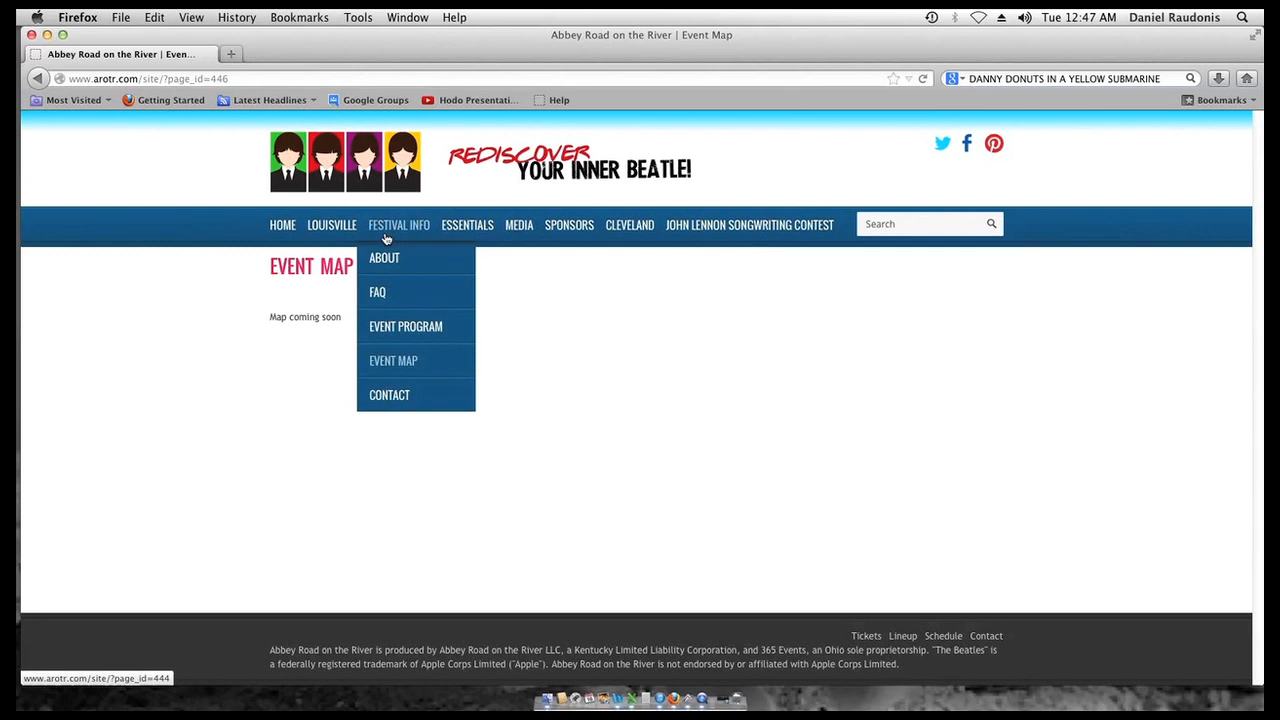 Firefox File Edit View History Bookmarks Tools Window Help Tue 12:47 AM Daniel Raudonis
Abbey Road on the River | Event Map
Abbey Road on the River | Even...
www.arotr.com/site/?page_id=446 DANNY DONUTS IN A YELLOW SUBMARINE
Most Visited Getting Started Latest Headlines Google Groups Hodo Presentati... Help Bookmarks
REDISCOVER
YOUR INNER BEATLE!
HOME LOUISVILLE FESTIVAL INFO ESSENTIALS MEDIA SPONSORS CLEVELAND JOHN LENNON SONGWRITING CONTEST Search
ABOUT
EVENT MAP
FAQ
Map coming soon
EVENT PROGRAM
EVENT MAP
CONTACT
Tickets Lineup Schedule Contact
Abbey Road on the River is produced by Abbey Road on the River LLC, a Kentucky Limited Liability Corporation, and 365 Events, an Ohio sole proprietorship. "The Beatles" is
a federally registered trademark of Apple Corps Limited ("Apple"). Abbey Road on the River is not endorsed by or affiliated with Apple Corps Limited.
www.arotr.com/site/?page_id=444